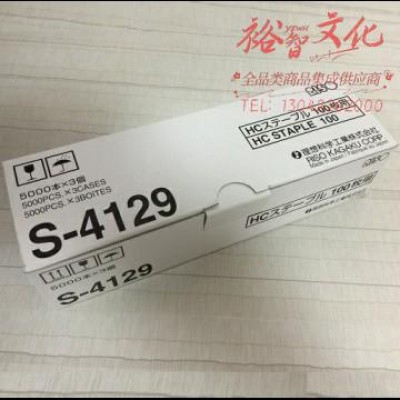 裕智文化
全品类商品集成供应商
HCステープル 100枚用
HC STAPLE 100
理想科学工業株式会社
RISO KAGAKU CORP.
Made in Japan / Fabriqué au Japon
5000本×3個
5000PCS.×3CASES
5000PCS.×3BOITES
S-4129
HCステープル 100枚用
5000本×3個
S-4129